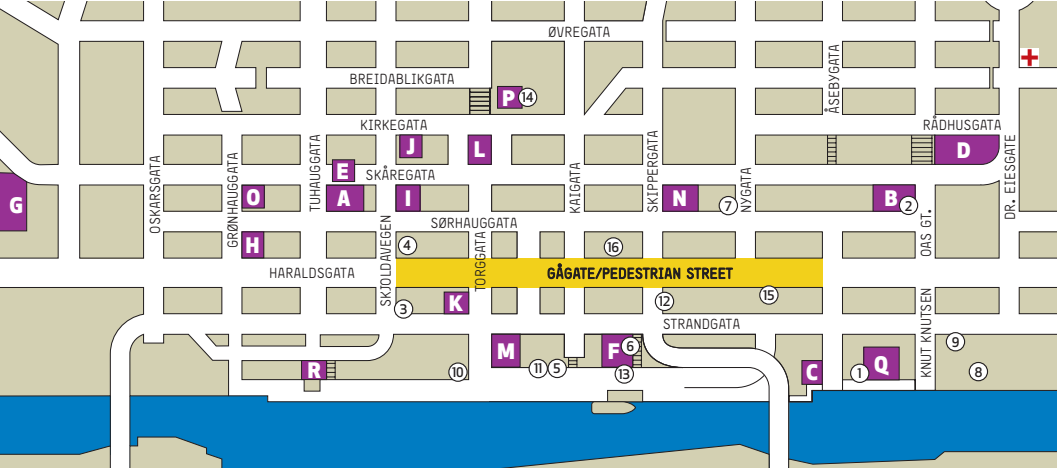 ØVREGATA
BREIDABLIKGATA
ÅSEBYGATA
P
14
KIRKEGATA
RÅDHUSGATA
J
L
D
E
SKÅREGATA
OSKARSGATA
GRØNHAUGGATA
TUHAUGGATA
KAIGATA
SKIPPERGATA
NYGATA
DR. EIESGATE
G
O
A
I
N
7
B
2
SØRHAUGGATA
OAS GT.
H
4
16
SKJOLDAVEGEN
TORGGATA
HARALDSGATA
GÅGATE/PEDESTRIAN STREET
3
K
12
15
STRANDGATA
KNUT KNUTSEN
M
F
6
9
R
10
11
5
13
C
1
Q
8